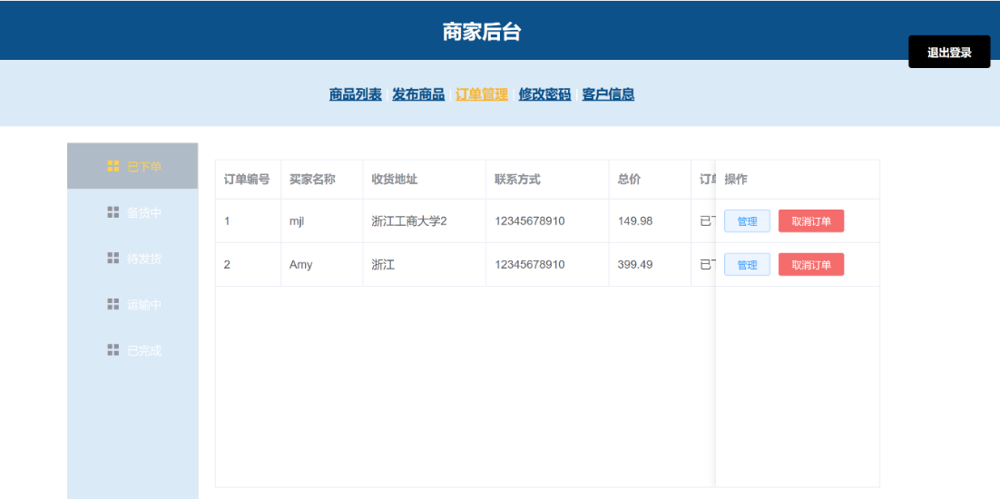 商家后台
退出登录
商品列表 发布商品 订单管理 修改密码 客户信息
已下单
备货中
待发货
运输中
已完成
订单编号 买家名称 收货地址 联系方式 总价 订单 操作
1 mjl 浙江工商大学2 12345678910 149.98 已下 管理 取消订单
2 Amy 浙江 12345678910 399.49 已下 管理 取消订单